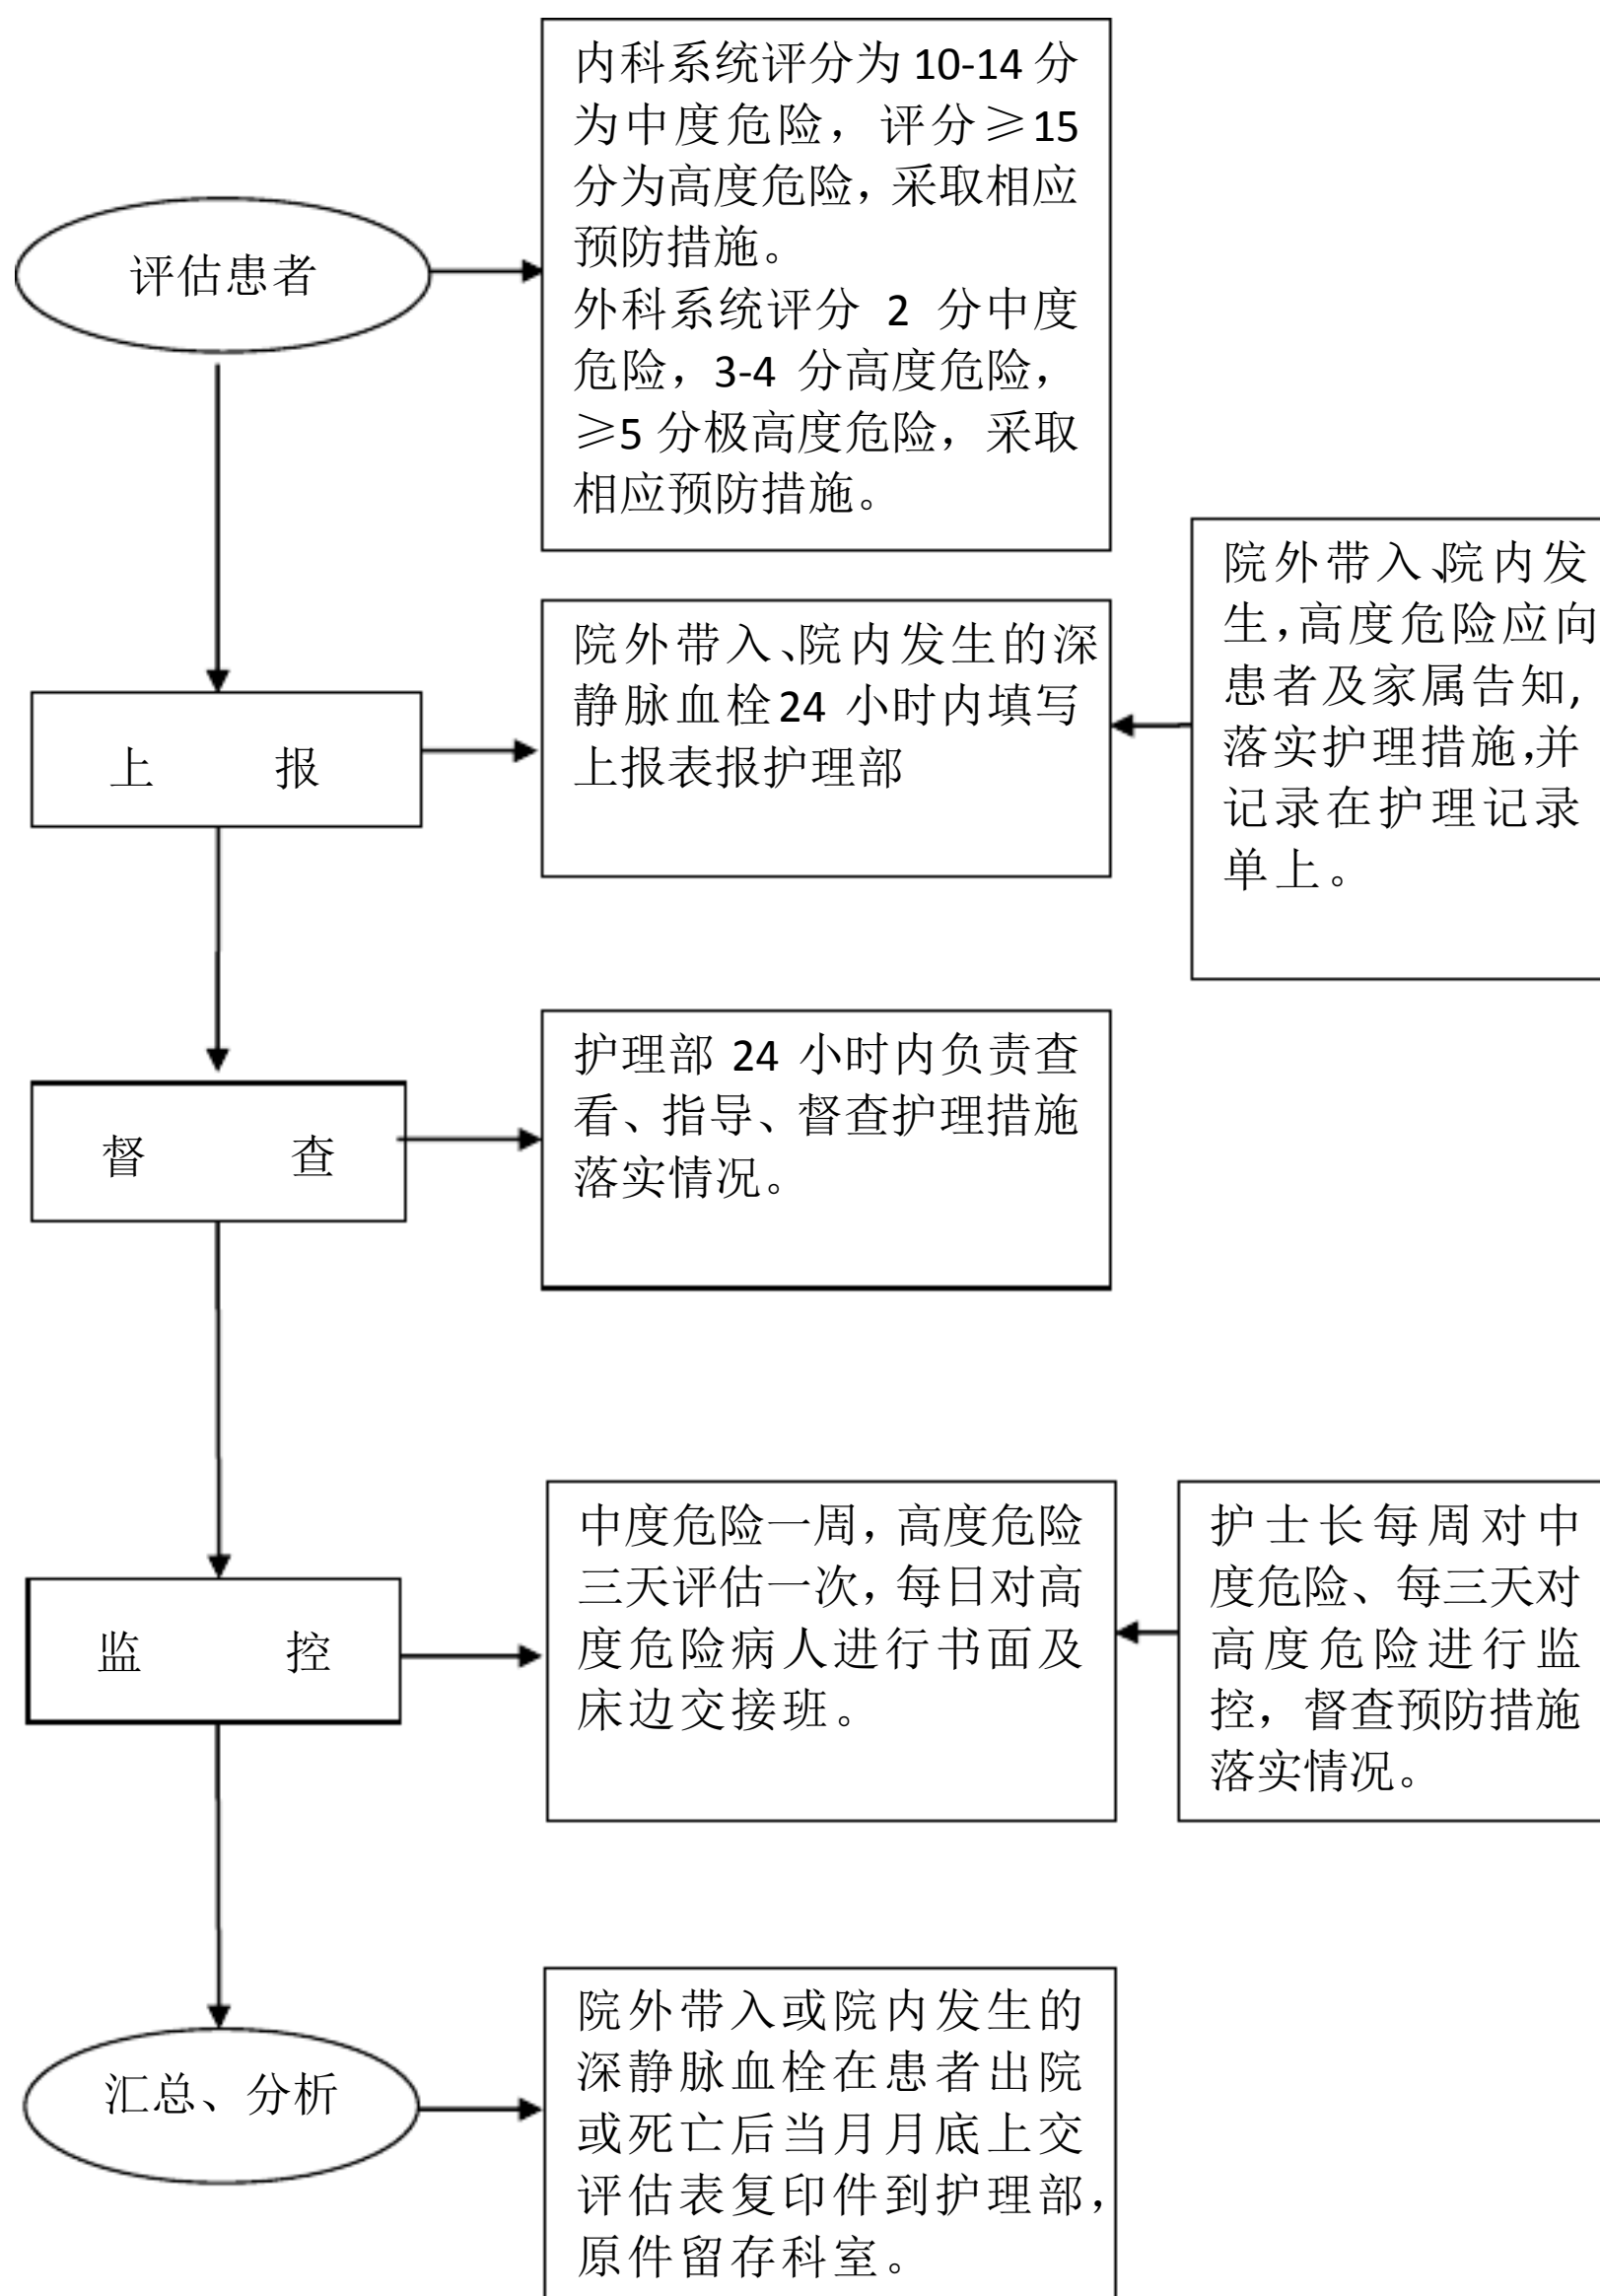 评估患者
内科系统评分为 10-14 分
为中度危险，评分≥15
分为高度危险，采取相应
预防措施。
外科系统评分 2 分中度
危险，3-4 分高度危险，
≥5 分极高度危险，采取
相应预防措施。
上 报
院外带入、院内发生的深
静脉血栓 24 小时内填写
上报表报护理部
院外带入、院内发
生，高度危险应向
患者及家属告知，
落实护理措施，并
记录在护理记录
单上。
督 查
护理部 24 小时内负责查
看、指导、督查护理措施
落实情况。
监 控
中度危险一周，高度危险
三天评估一次，每日对高
度危险病人进行书面及
床边交接班。
护士长每周对中
度危险、每三天对
高度危险进行监
控，督查预防措施
落实情况。
汇总、分析
院外带入或院内发生的
深静脉血栓在患者出院
或死亡后当月月底上交
评估表复印件到护理部，
原件留存科室。